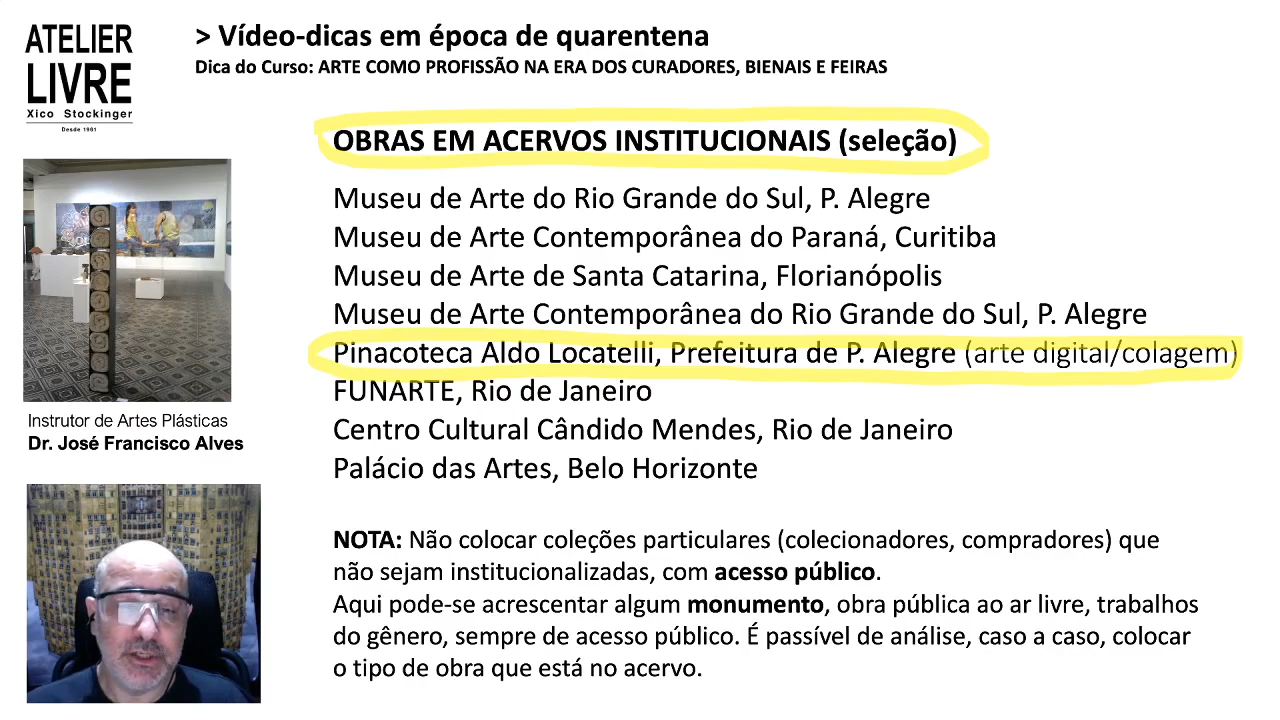 ATELIER
LIVRE
Xico Stockinger
Desde 1961
> Vídeo-dicas em época de quarentena
Dica do Curso: ARTE COMO PROFISSÃO NA ERA DOS CURADORES, BIENAIS E FEIRAS
OBRAS EM ACERVOS INSTITUCIONAIS (seleção)
Museu de Arte do Rio Grande do Sul, P. Alegre
Museu de Arte Contemporânea do Paraná, Curitiba
Museu de Arte de Santa Catarina, Florianópolis
Museu de Arte Contemporânea do Rio Grande do Sul, P. Alegre
Pinacoteca Aldo Locatelli, Prefeitura de P. Alegre (arte digital/colagem)
FUNARTE, Rio de Janeiro
Centro Cultural Cândido Mendes, Rio de Janeiro
Palácio das Artes, Belo Horizonte
Instrutor de Artes Plásticas
Dr. José Francisco Alves
NOTA: Não colocar coleções particulares (colecionadores, compradores) que
não sejam institucionalizadas, com acesso público.
Aqui pode-se acrescentar algum monumento, obra pública ao ar livre, trabalhos
do gênero, sempre de acesso público. É passível de análise, caso a caso, colocar
o tipo de obra que está no acervo.